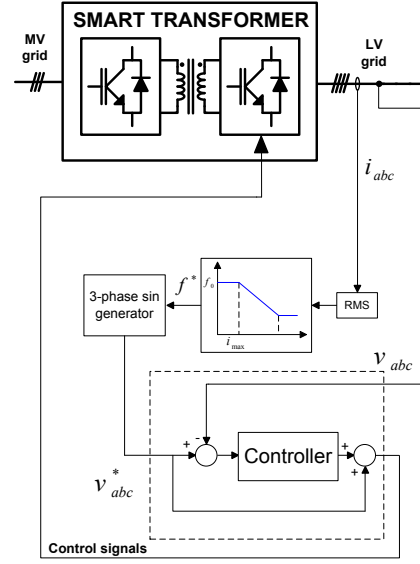 SMART TRANSFORMER
MV
grid
LV
grid
i_abc
f*
f_0
i_max
RMS
3-phase sin
generator
v_abc
+
-
Controller
+
+
v*_abc
Control signals